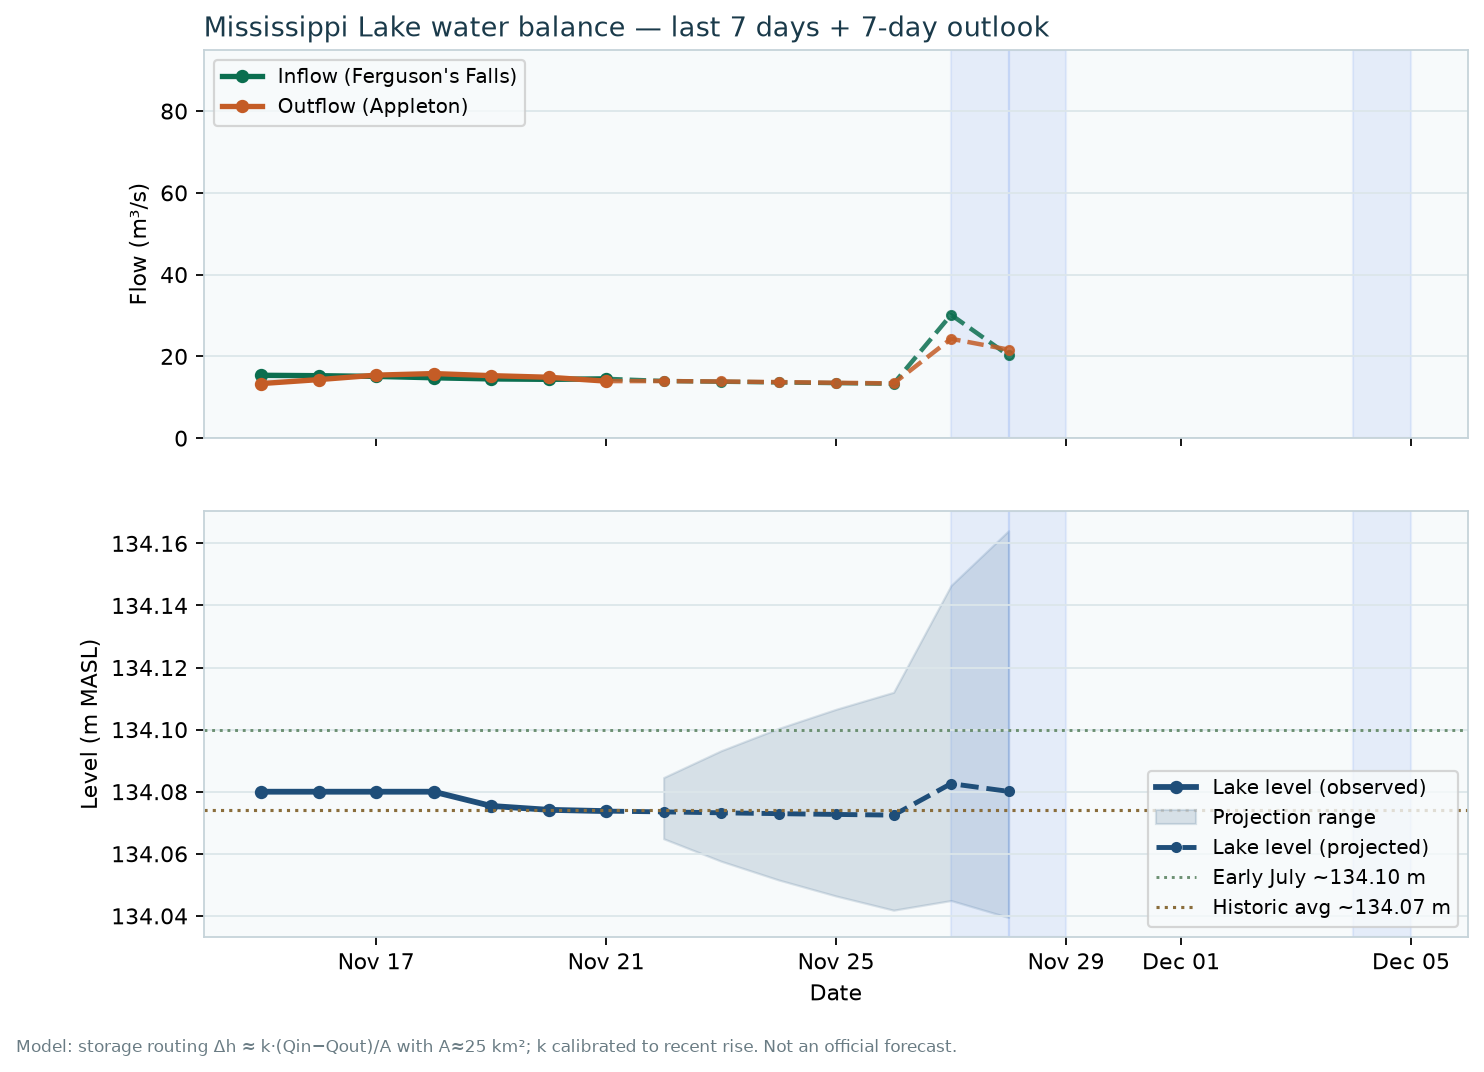 Mississippi Lake water balance — last 7 days + 7-day outlook
Inflow (Ferguson's Falls)
Outflow (Appleton)
Flow (m³/s)
80
60
40
20
0
Level (m MASL)
134.16
134.14
134.12
134.10
134.08
134.06
134.04
Lake level (observed)
Projection range
Lake level (projected)
Early July ~134.10 m
Historic avg ~134.07 m
Nov 17 Nov 21 Nov 25 Nov 29 Dec 01 Dec 05
Date
Model: storage routing Δh ≈ k·(Qin−Qout)/A with A≈25 km²; k calibrated to recent rise. Not an official forecast.